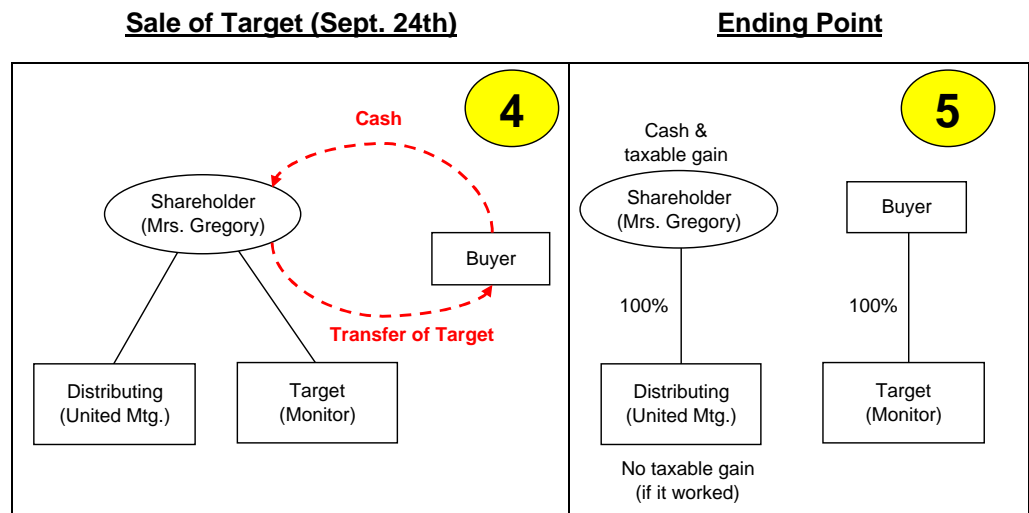 Sale of Target (Sept. 24th)
Ending Point
4
Cash
Shareholder
(Mrs. Gregory)
Buyer
Transfer of Target
Distributing
(United Mtg.)
Target
(Monitor)
5
Cash &
taxable gain
Shareholder
(Mrs. Gregory)
Buyer
100%
100%
Distributing
(United Mtg.)
Target
(Monitor)
No taxable gain
(if it worked)